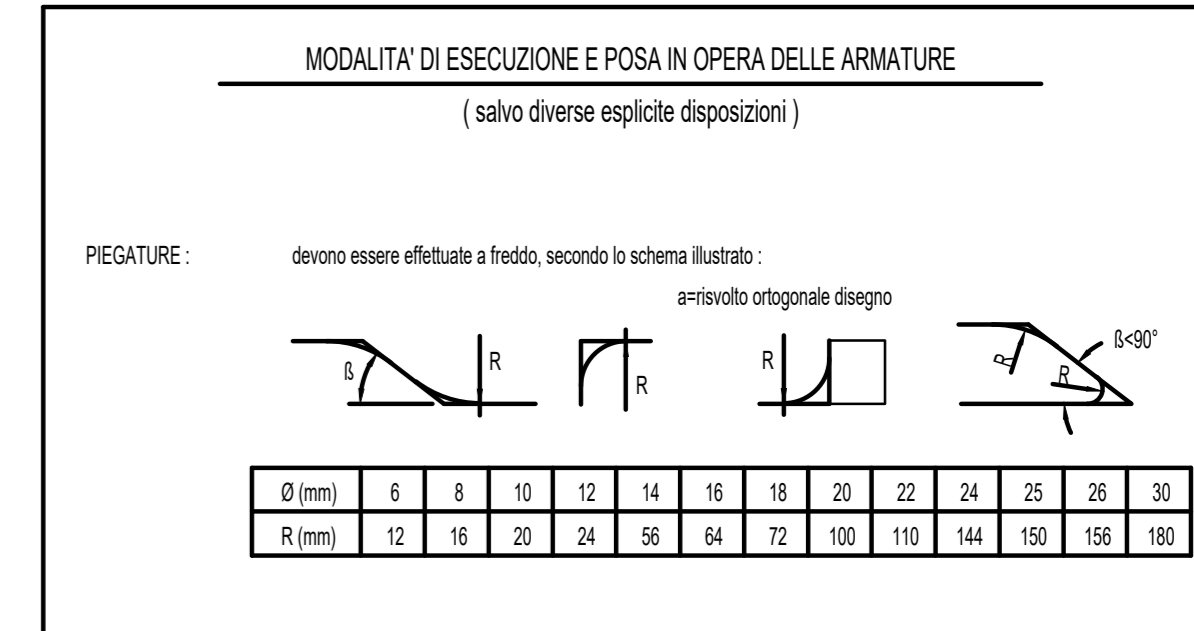 MODALITA' DI ESECUZIONE E POSA IN OPERA DELLE ARMATURE
( salvo diverse esplicite disposizioni )
PIEGATURE : devono essere effettuate a freddo, secondo lo schema illustrato :
a=risvolto ortogonale disegno
ß R R R R R ß<90°
Ø (mm) 6 8 10 12 14 16 18 20 22 24 25 26 30
R (mm) 12 16 20 24 56 64 72 100 110 144 150 156 180